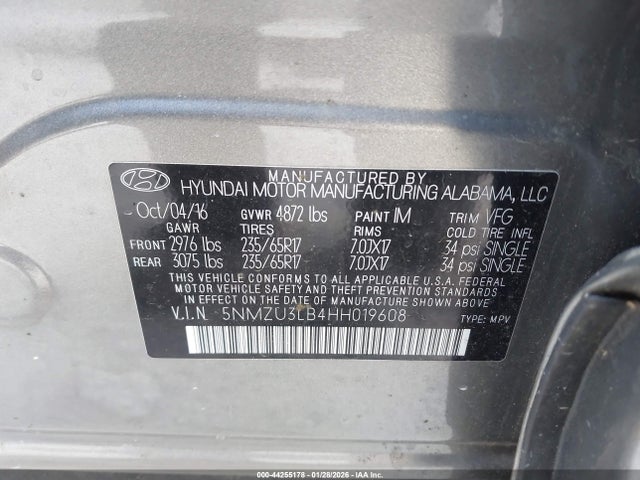 MANUFACTURED BY
HYUNDAI MOTOR MANUFACTURING ALABAMA, LLC
Oct/04/16 GVWR 4872 lbs PAINT IM TRIM VFG
GAWR TIRES RIMS COLD TIRE INFL.
FRONT 2976 lbs 235/65R17 7.0JX17 34 psi SINGLE
REAR 3075 lbs 235/65R17 7.0JX17 34 psi SINGLE
THIS VEHICLE CONFORMS TO ALL APPLICABLE U.S.A. FEDERAL
MOTOR VEHICLE SAFETY AND THEFT PREVENTION STANDARDS
IN EFFECT ON THE DATE OF MANUFACTURE SHOWN ABOVE.
V.I.N. 5NMZU3LB4HH019608 TYPE: MPV
000-44255178 | 01/28/2026 - IAAI.COM